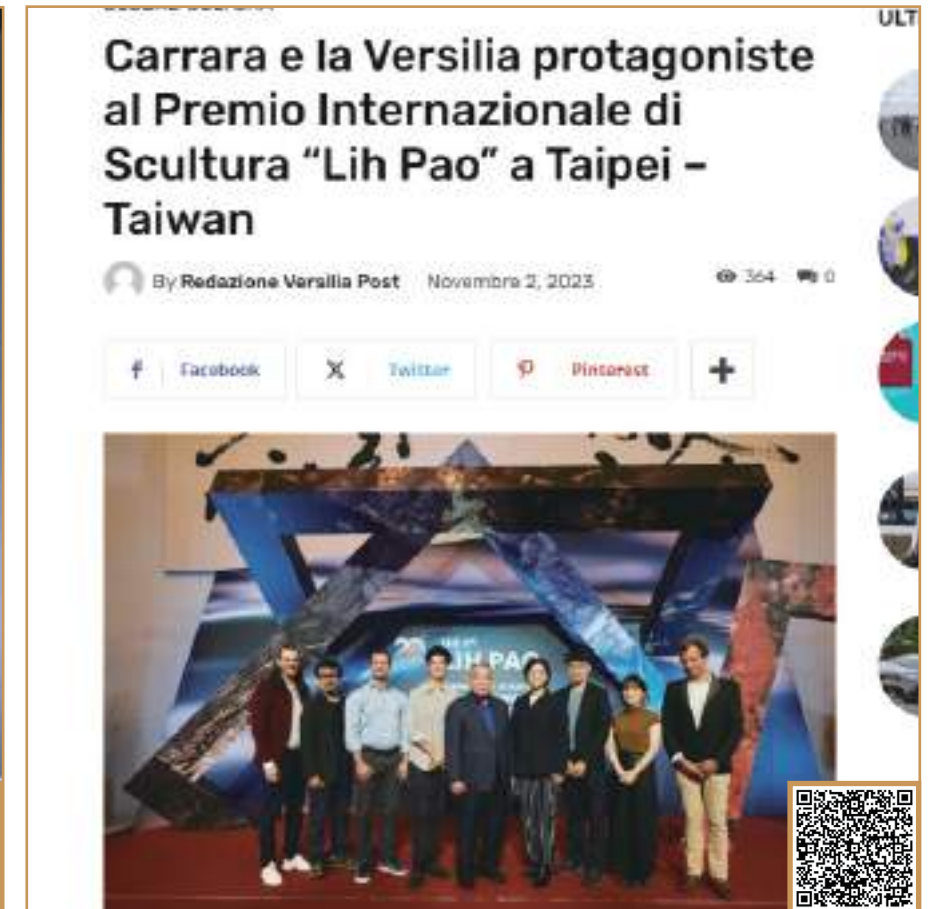 ULT
Carrara e la Versilia protagoniste
al Premio Internazionale di
Scultura “Lih Pao” a Taipei –
Taiwan
By Redazione Versilia Post Novembre 2, 2023 364 0
Facebook Twitter Pinterest
LIH PAO